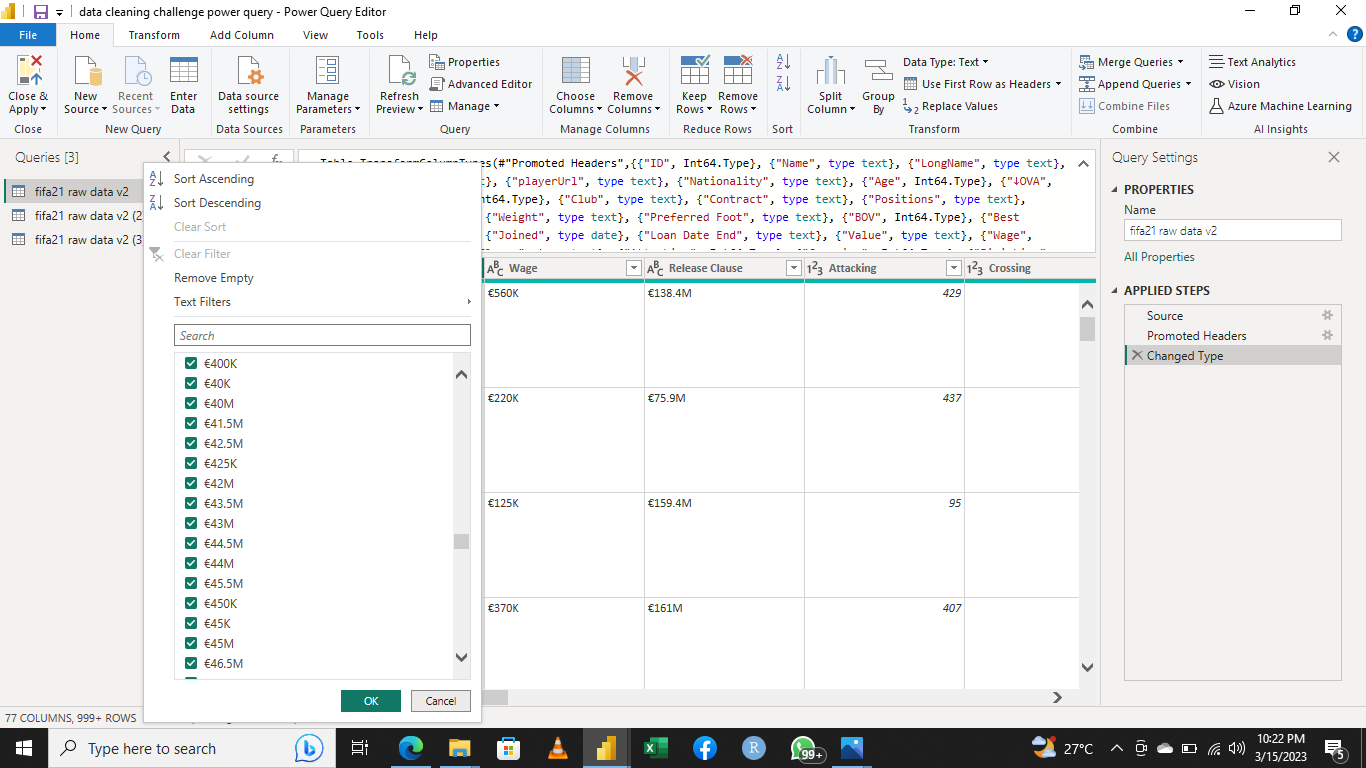 data cleaning challenge power query - Power Query Editor
File Home Transform Add Column View Tools Help
Close & Apply
New Source
Recent Sources
Enter Data
Data source settings
Manage Parameters
Refresh Preview
Properties
Advanced Editor
Manage
Choose Columns
Remove Columns
Keep Rows
Remove Rows
Split Column
Group By
Data Type: Text
Use First Row as Headers
Replace Values
Merge Queries
Append Queries
Combine Files
Text Analytics
Vision
Azure Machine Learning
Close
New Query
Data Sources
Parameters
Query
Manage Columns
Reduce Rows
Sort
Transform
Combine
AI Insights
Queries [3]
fifa21 raw data v2
fifa21 raw data v2 (2
fifa21 raw data v2 (3
Sort Ascending
Sort Descending
Clear Sort
Clear Filter
Remove Empty
Text Filters
Search
€400K
€40K
€40M
€41.5M
€42.5M
€425K
€42M
€43.5M
€43M
€44.5M
€44M
€45.5M
€450K
€45K
€45M
€46.5M
OK Cancel
Table.TransformColumnTypes(#"Promoted Headers",{{"ID", Int64.Type}, {"Name", type text}, {"LongName", type text},
), {"playerUrl", type text}, {"Nationality", type text}, {"Age", Int64.Type}, {"↓OVA",
nt64.Type}, {"Club", type text}, {"Contract", type text}, {"Positions", type text},
{"Weight", type text}, {"Preferred Foot", type text}, {"BOV", Int64.Type}, {"Best
{"Joined", type date}, {"Loan Date End", type text}, {"Value", type text}, {"Wage",
ABC Wage ABC Release Clause 123 Attacking 123 Crossing
€560K €138.4M 429
€220K €75.9M 437
€125K €159.4M 95
€370K €161M 407
Query Settings
PROPERTIES
Name
fifa21 raw data v2
All Properties
APPLIED STEPS
Source
Promoted Headers
Changed Type
77 COLUMNS, 999+ ROWS
Type here to search
99+
27°C
10:22 PM
3/15/2023
5